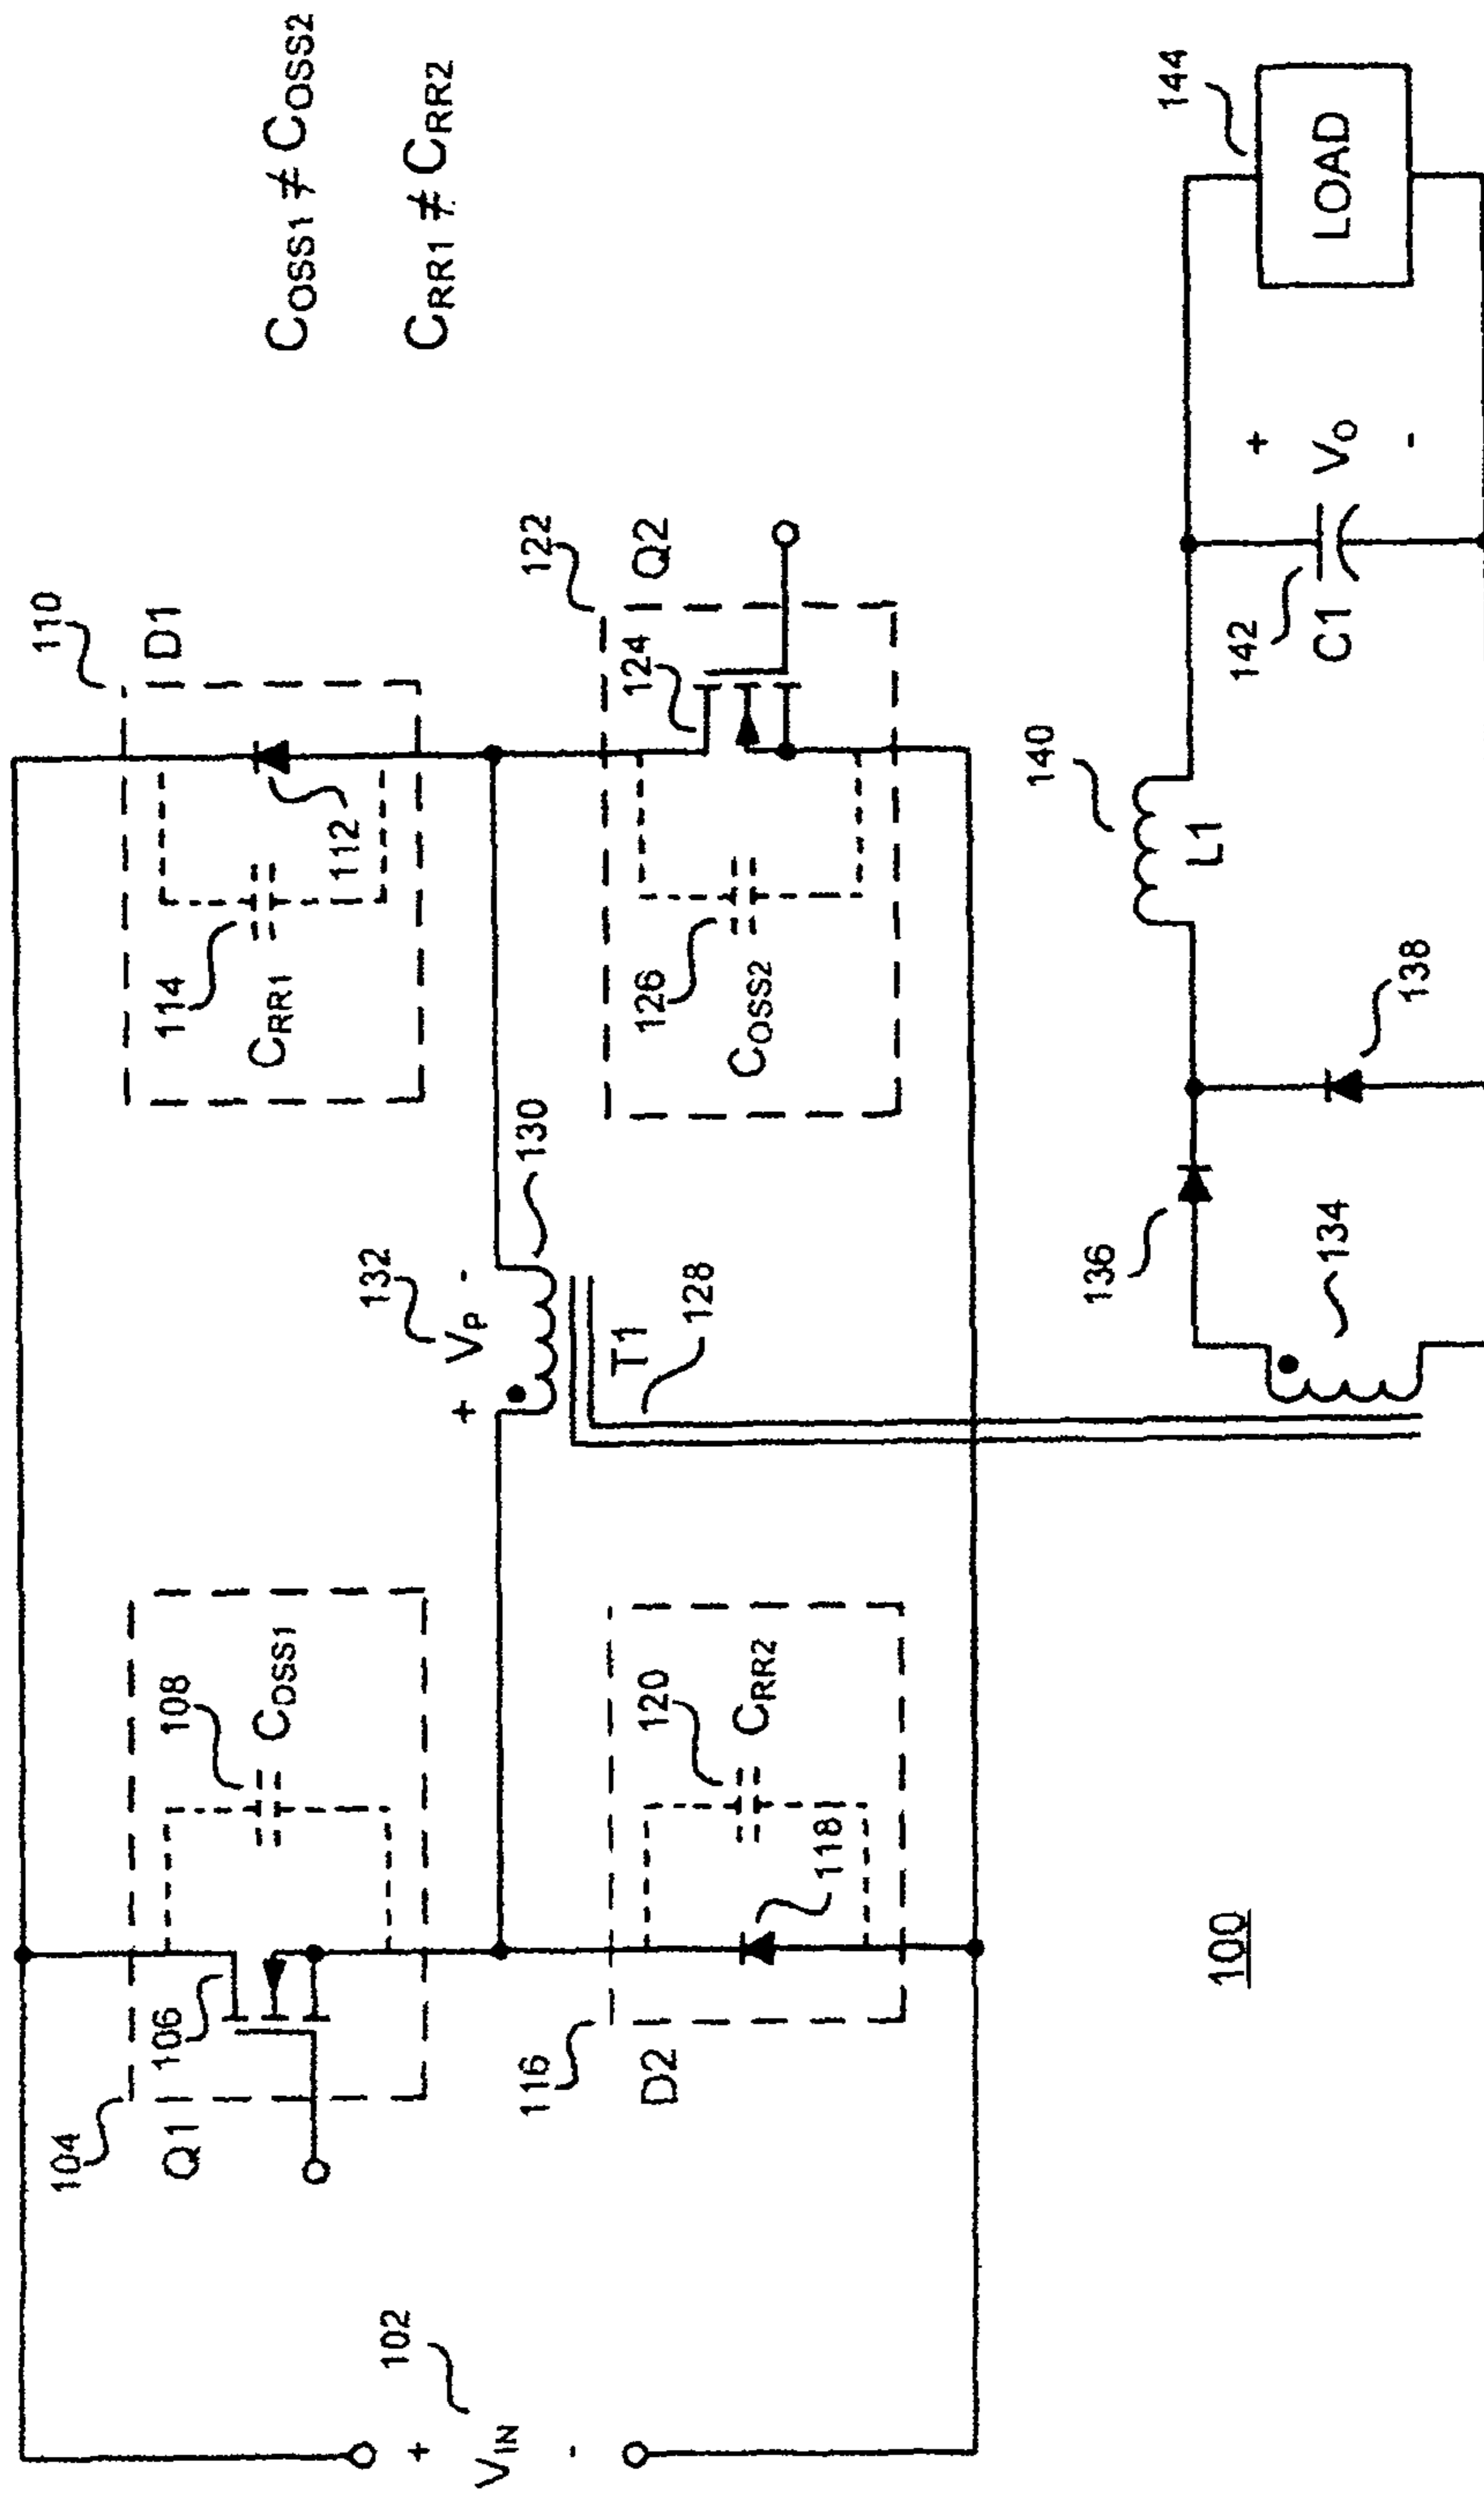 110
D1
COSS1 ≠ COSS2
104
Q1
106
108
COSS1
114
CRR1
112
CRR1 ≠ CRR2
102
+
VIN
-
132
+ VP -
130
122
Q2
116
D2
120
CRR2
118
T1
128
126
COSS2
124
140
L1
144
136
+
LOAD
100
134
138
142
C1
VO
-